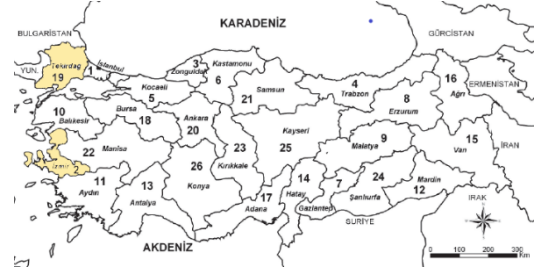 KARADENİZ
BULGARİSTAN
GÜRCİSTAN
YUN.
Tekirdağ
19
1
İstanbul
3
Zonguldak
Kastamonu
6
Kocaeli
5
21
Samsun
4
Trabzon
8
Erzurum
16
Ağrı
ERMENİSTAN
10
Balıkesir
Bursa
18
Ankara
20
Kayseri
25
9
Malatya
15
Van
İRAN
22
Manisa
İzmir
2
23
Kırıkkale
26
Konya
11
Aydın
13
Antalya
17
Adana
14
Hatay
7
Gaziantep
24
Şanlıurfa
Mardin
12
IRAK
SURİYE
AKDENİZ
0 100 200 300
Km